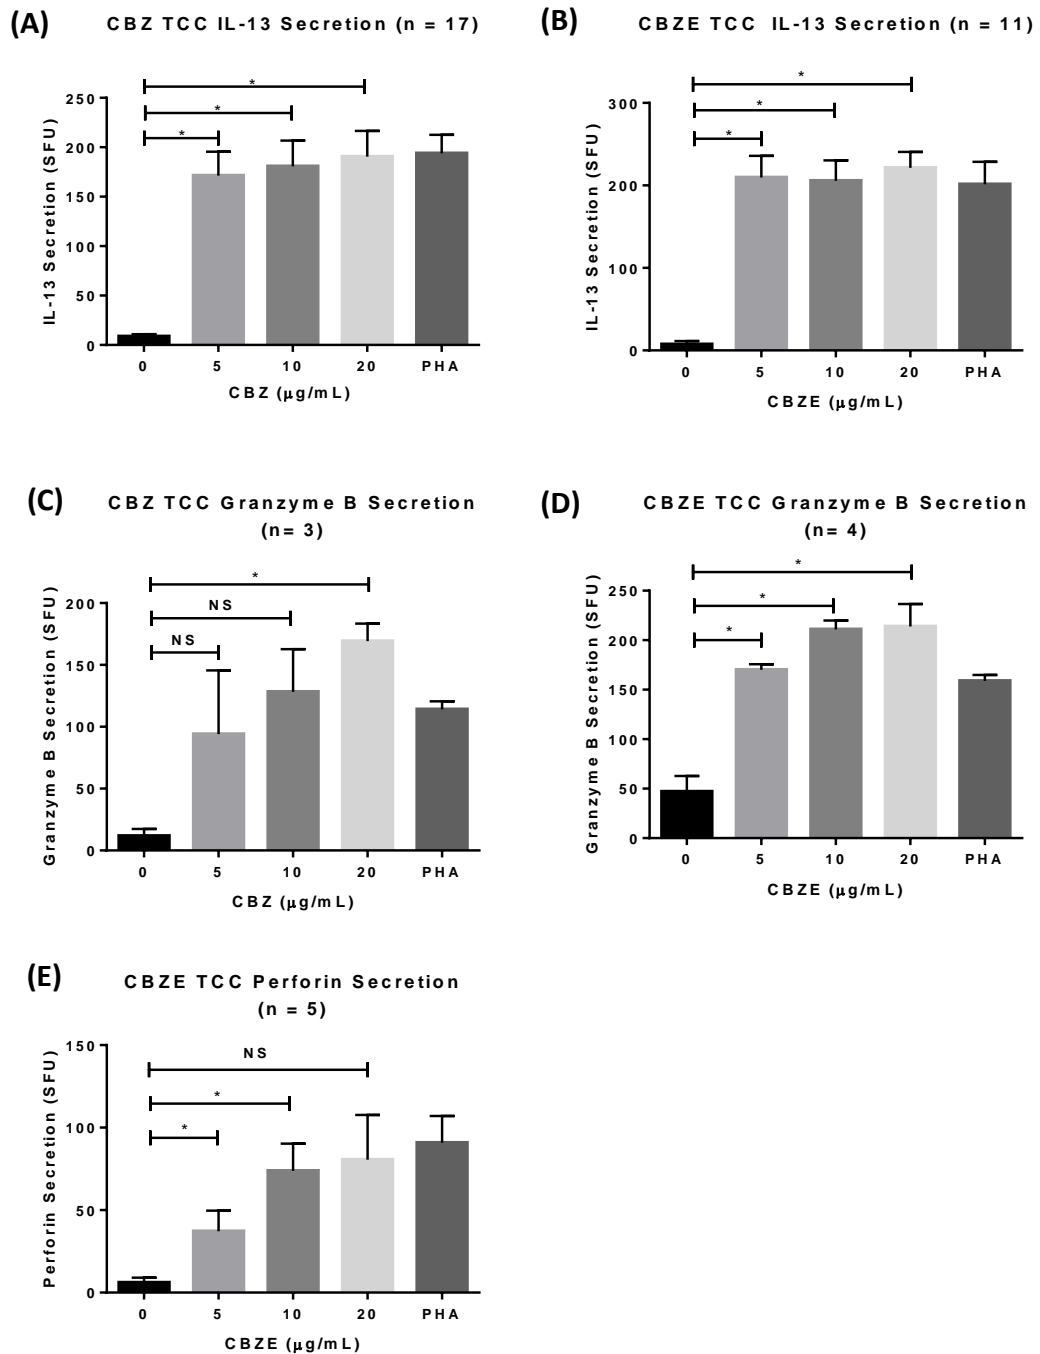 (A)
CBZ TCC IL-13 Secretion (n = 17)
IL-13 Secretion (SFU)
250
200
150
100
50
0
*
*
*
0 5 10 20 PHA
CBZ (μg/mL)
(B)
CBZE TCC IL-13 Secretion (n = 11)
IL-13 Secretion (SFU)
300
200
100
0
*
*
*
0 5 10 20 PHA
CBZE (μg/mL)
(C)
CBZ TCC Granzyme B Secretion
(n= 3)
Granzyme B Secretion (SFU)
200
150
100
50
0
*
NS
NS
0 5 10 20 PHA
CBZ (μg/mL)
(D)
CBZE TCC Granzyme B Secretion
(n= 4)
Granzyme B Secretion (SFU)
250
200
150
100
50
0
*
*
*
0 5 10 20 PHA
CBZE (μg/mL)
(E)
CBZE TCC Perforin Secretion
(n = 5)
Perforin Secretion (SFU)
150
100
50
0
NS
*
*
0 5 10 20 PHA
CBZE (μg/mL)